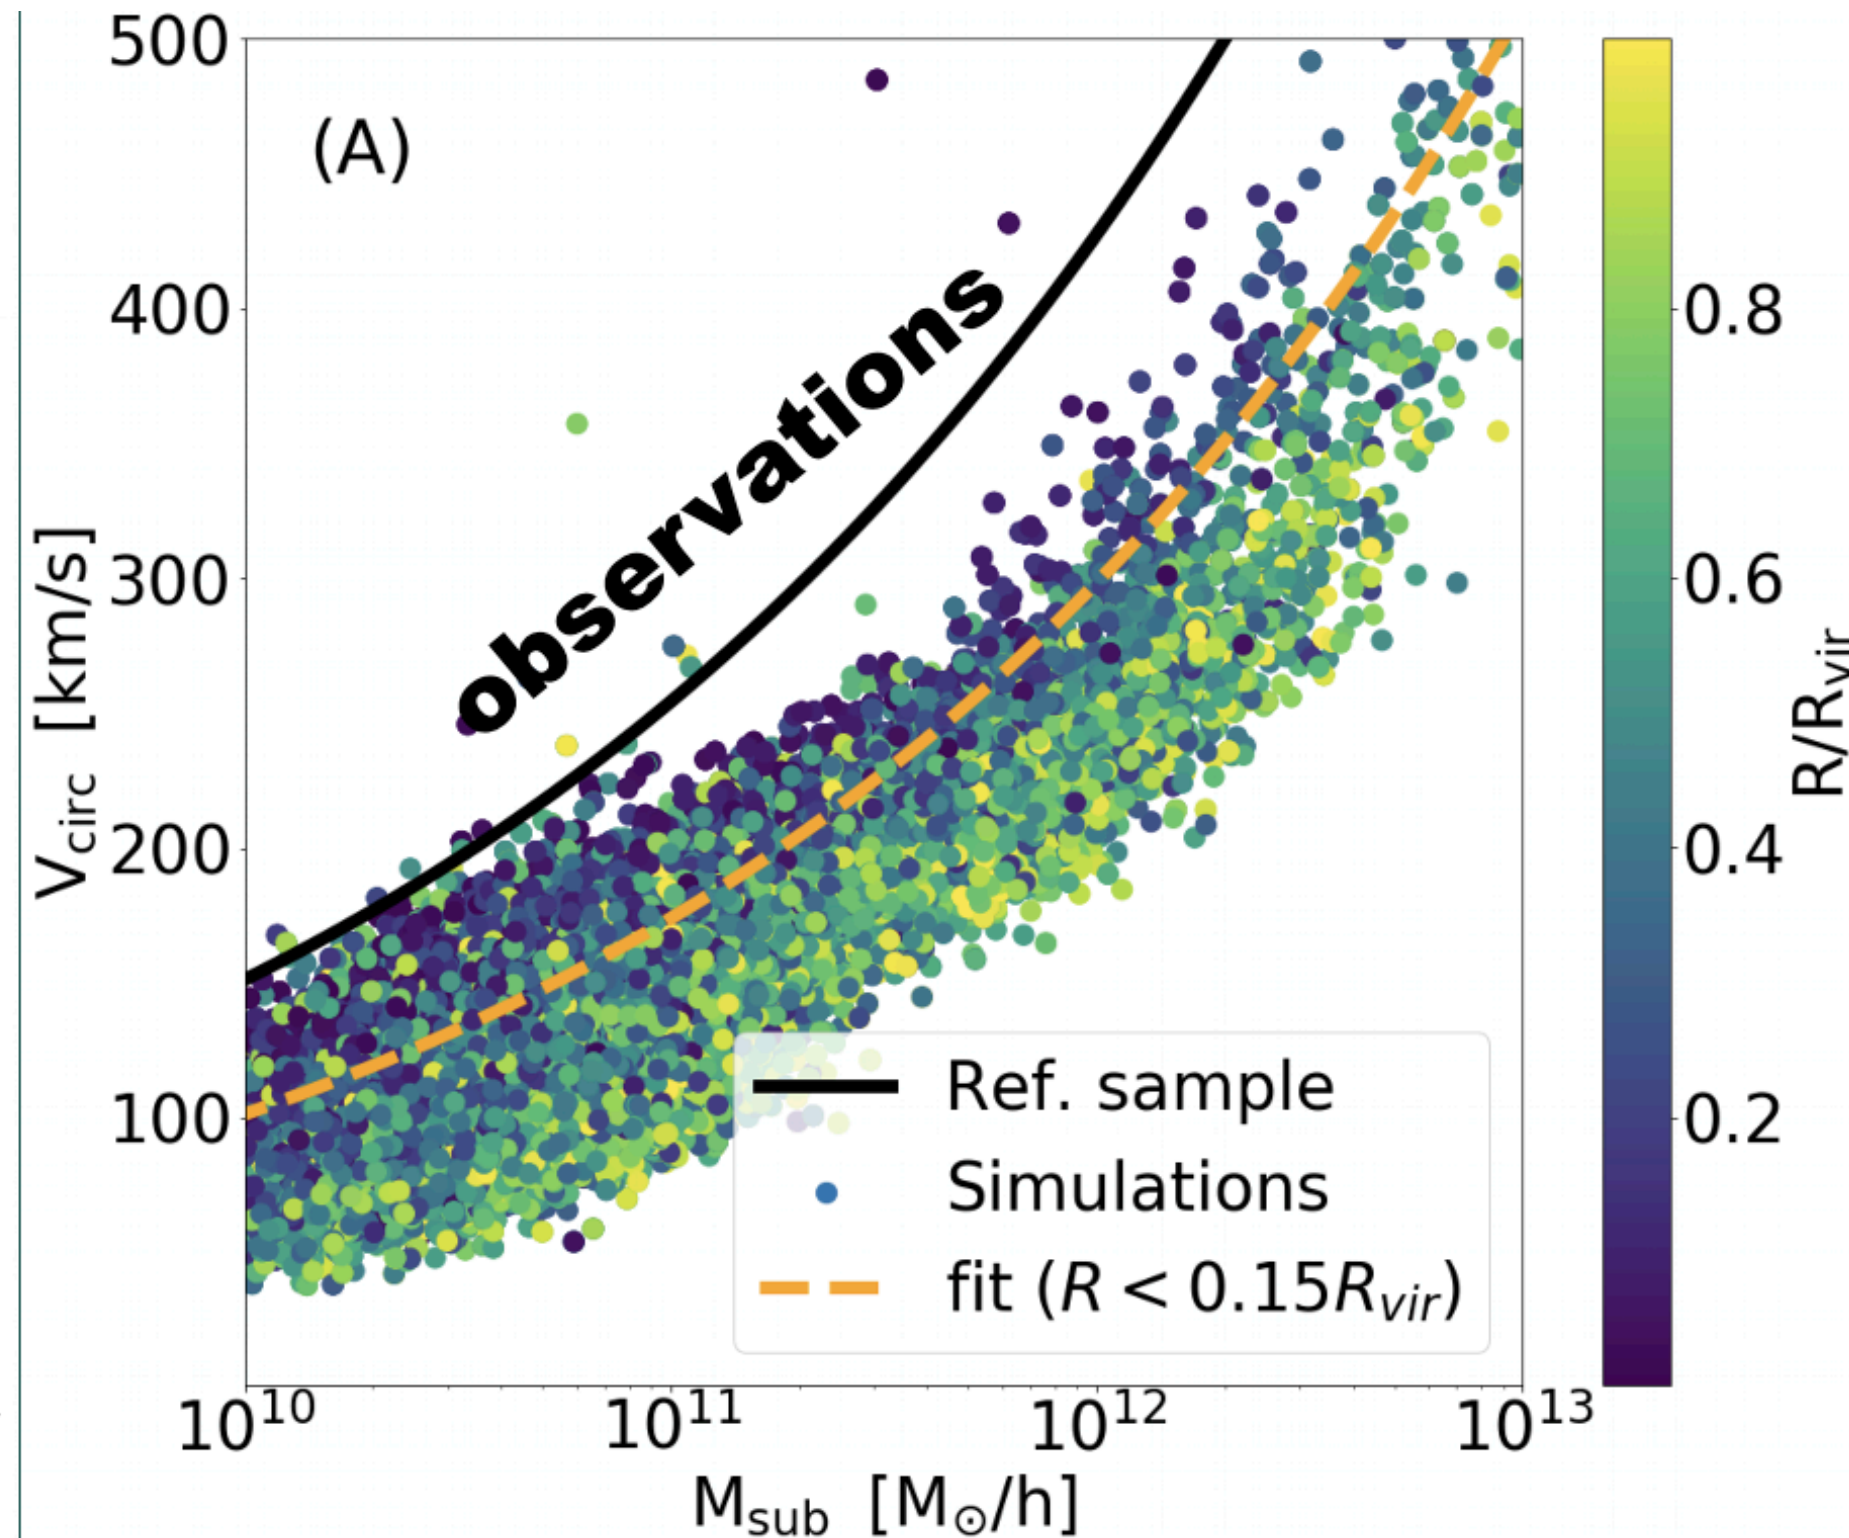 500
400
300
200
100
V_circ [km/s]
(A)
observations
Ref. sample
Simulations
fit (R < 0.15R_vir)
10^10
10^11
10^12
10^13
M_sub [M_⊙/h]
0.8
0.6
0.4
0.2
R/R_vir